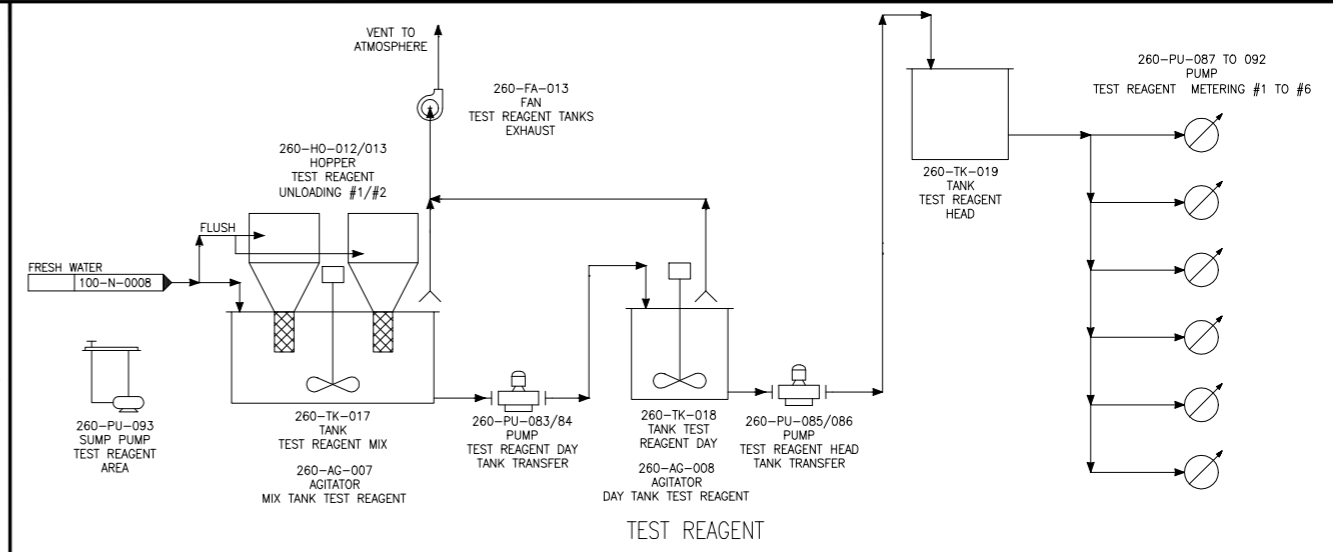 VENT TO
ATMOSPHERE
260-FA-013
FAN
TEST REAGENT TANKS
EXHAUST
260-HO-012/013
HOPPER
TEST REAGENT
UNLOADING #1/#2
FLUSH
FRESH WATER
100-N-0008
260-PU-093
SUMP PUMP
TEST REAGENT
AREA
260-TK-017
TANK
TEST REAGENT MIX
260-AG-007
AGITATOR
MIX TANK TEST REAGENT
260-PU-083/84
PUMP
TEST REAGENT DAY
TANK TRANSFER
260-TK-018
TANK TEST
REAGENT DAY
260-AG-008
AGITATOR
DAY TANK TEST REAGENT
260-PU-085/086
PUMP
TEST REAGENT HEAD
TANK TRANSFER
260-TK-019
TANK
TEST REAGENT
HEAD
260-PU-087 TO 092
PUMP
TEST REAGENT METERING #1 TO #6
TEST REAGENT